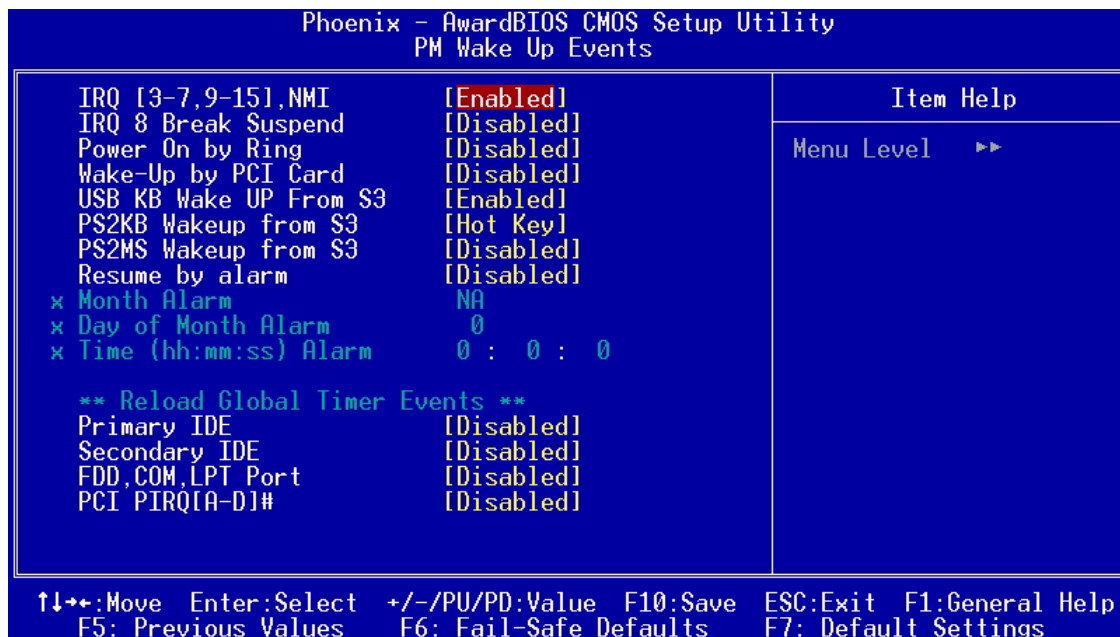 Phoenix - AwardBIOS CMOS Setup Utility
PM Wake Up Events
IRQ [3-7,9-15],NMI [Enabled]
IRQ 8 Break Suspend [Disabled]
Power On by Ring [Disabled]
Wake-Up by PCI Card [Disabled]
USB KB Wake UP From S3 [Enabled]
PS2KB Wakeup from S3 [Hot Key]
PS2MS Wakeup from S3 [Disabled]
Resume by alarm [Disabled]
x Month Alarm NA
x Day of Month Alarm 0
x Time (hh:mm:ss) Alarm 0 : 0 : 0
** Reload Global Timer Events **
Primary IDE [Disabled]
Secondary IDE [Disabled]
FDD,COM,LPT Port [Disabled]
PCI PIRQ[A-D]# [Disabled]
Item Help
Menu Level ▶▶
↑↓→←:Move Enter:Select +/-/PU/PD:Value F10:Save ESC:Exit F1:General Help
F5: Previous Values F6: Fail-Safe Defaults F7: Default Settings